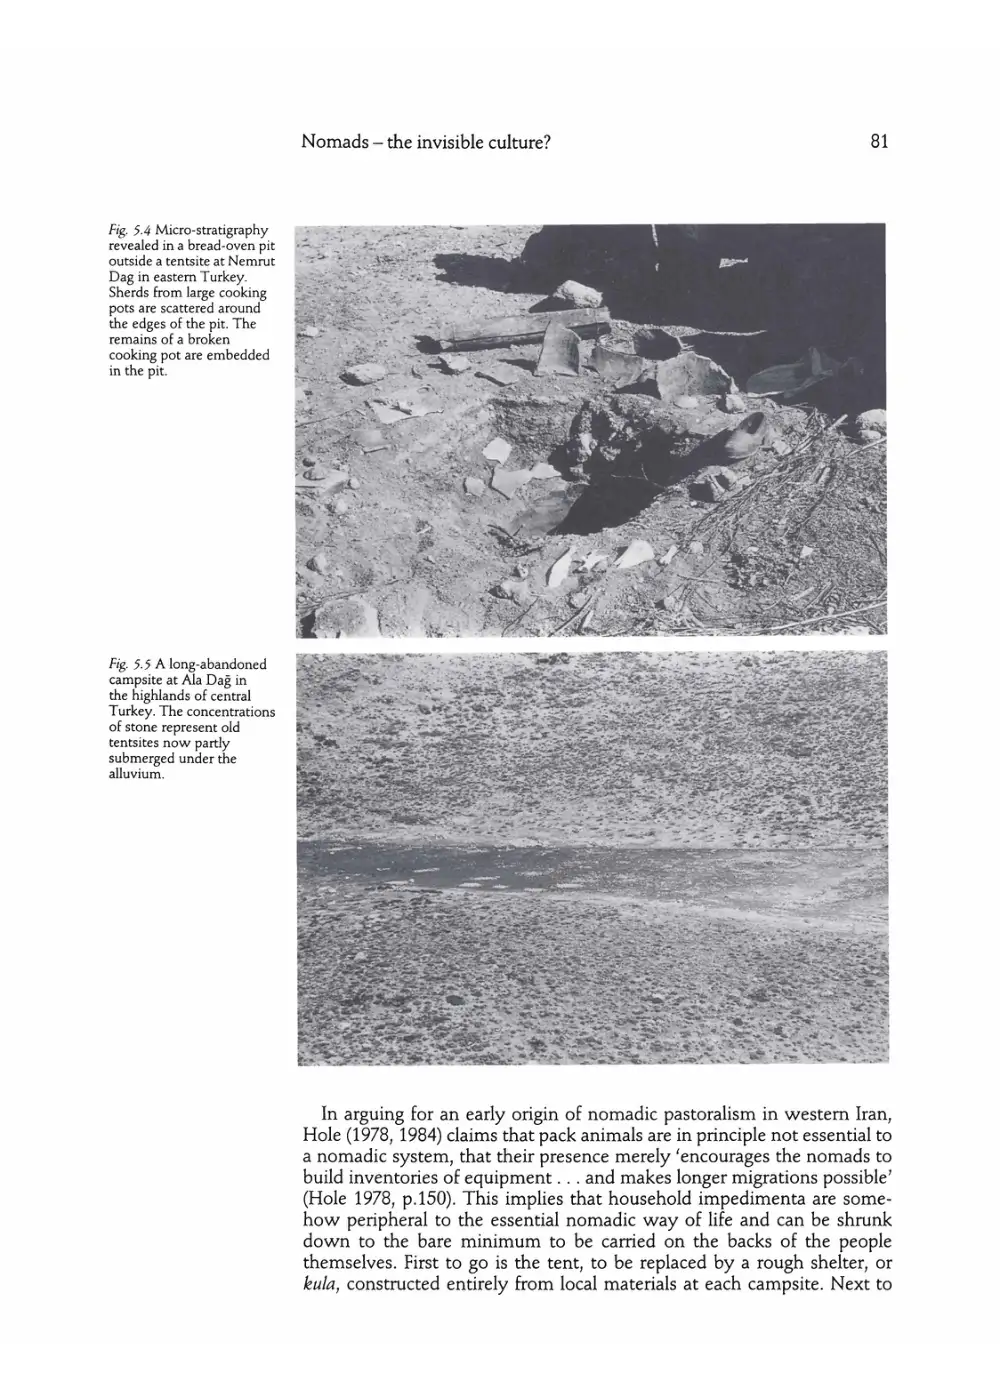 Nomads – the invisible culture? 81
Fig. 5.4 Micro-stratigraphy
revealed in a bread-oven pit
outside a tentsite at Nemrut
Dag in eastern Turkey.
Sherds from large cooking
pots are scattered around
the edges of the pit. The
remains of a broken
cooking pot are embedded
in the pit.
Fig. 5.5 A long-abandoned
campsite at Ala Dağ in
the highlands of central
Turkey. The concentrations
of stone represent old
tentsites now partly
submerged under the
alluvium.
In arguing for an early origin of nomadic pastoralism in western Iran,
Hole (1978, 1984) claims that pack animals are in principle not essential to
a nomadic system, that their presence merely ‘encourages the nomads to
build inventories of equipment . . . and makes longer migrations possible’
(Hole 1978, p.150). This implies that household impedimenta are some-
how peripheral to the essential nomadic way of life and can be shrunk
down to the bare minimum to be carried on the backs of the people
themselves. First to go is the tent, to be replaced by a rough shelter, or
kula, constructed entirely from local materials at each campsite. Next to